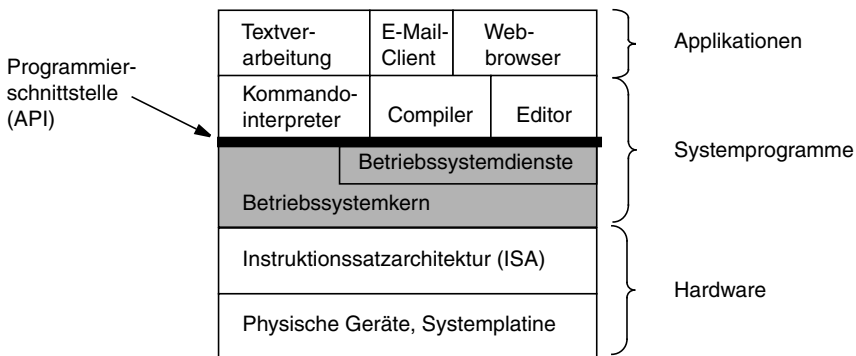 Textver-
arbeitung
E-Mail-
Client
Web-
browser
Applikationen
Programmier-
schnittstelle
(API)
Kommando-
interpreter
Compiler
Editor
Systemprogramme
Betriebssystemdienste
Betriebssystemkern
Instruktionssatzarchitektur (ISA)
Hardware
Physische Geräte, Systemplatine